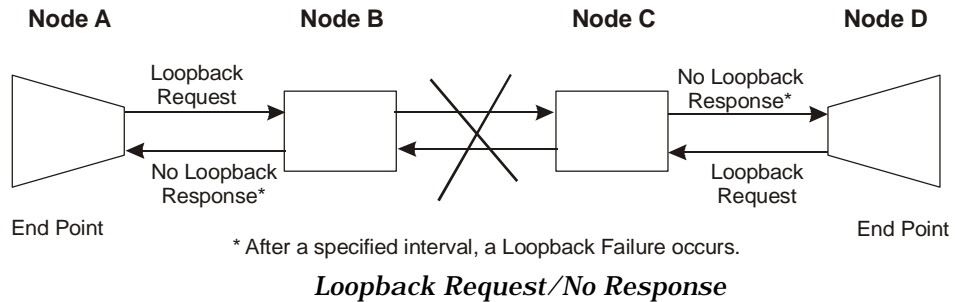 Node A
Node B
Node C
Node D
Loopback
Request
No Loopback
Response*
No Loopback
Response*
Loopback
Request
End Point
End Point
* After a specified interval, a Loopback Failure occurs.
Loopback Request/No Response